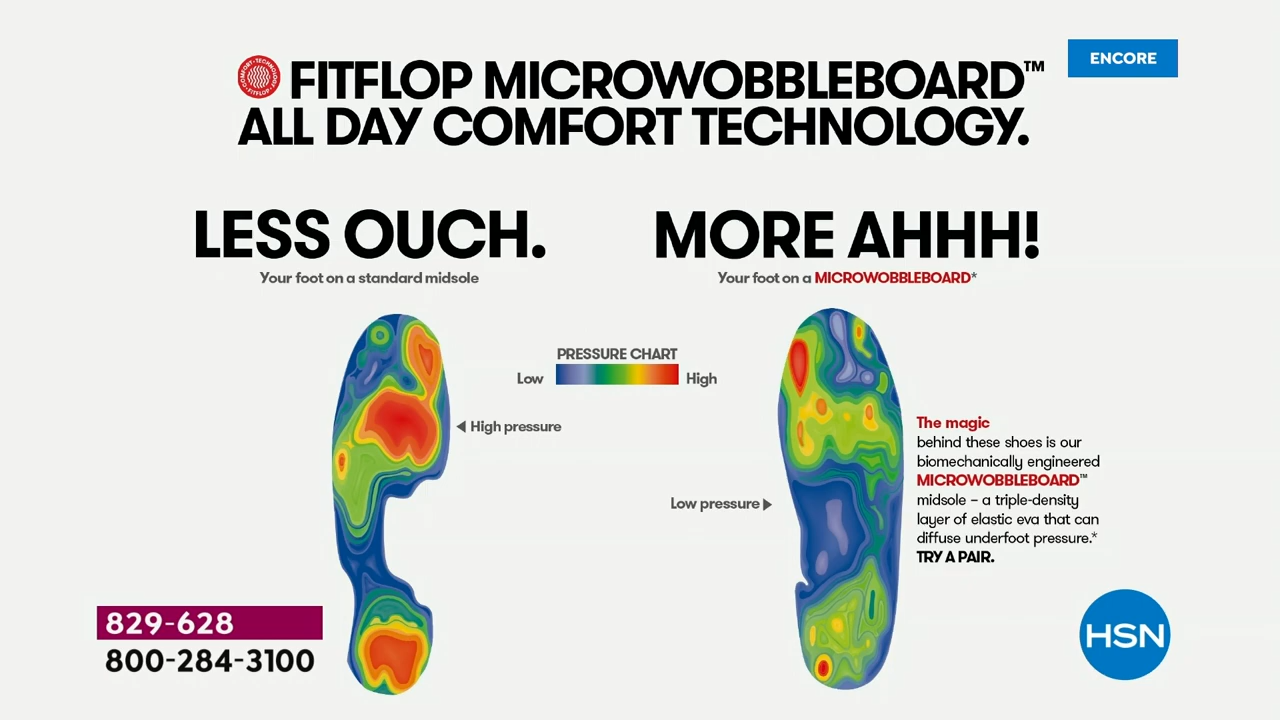 ENCORE
FITFLOP MICROWOBBLEBOARD™
ALL DAY COMFORT TECHNOLOGY.
LESS OUCH.
Your foot on a standard midsole
MORE AHHH!
Your foot on a MICROWOBBLEBOARD*
PRESSURE CHART
Low
High
High pressure
Low pressure
The magic
behind these shoes is our
biomechanically engineered
MICROWOBBLEBOARD™
midsole – a triple-density
layer of elastic eva that can
diffuse underfoot pressure.*
TRY A PAIR.
829-628
800-284-3100
HSN